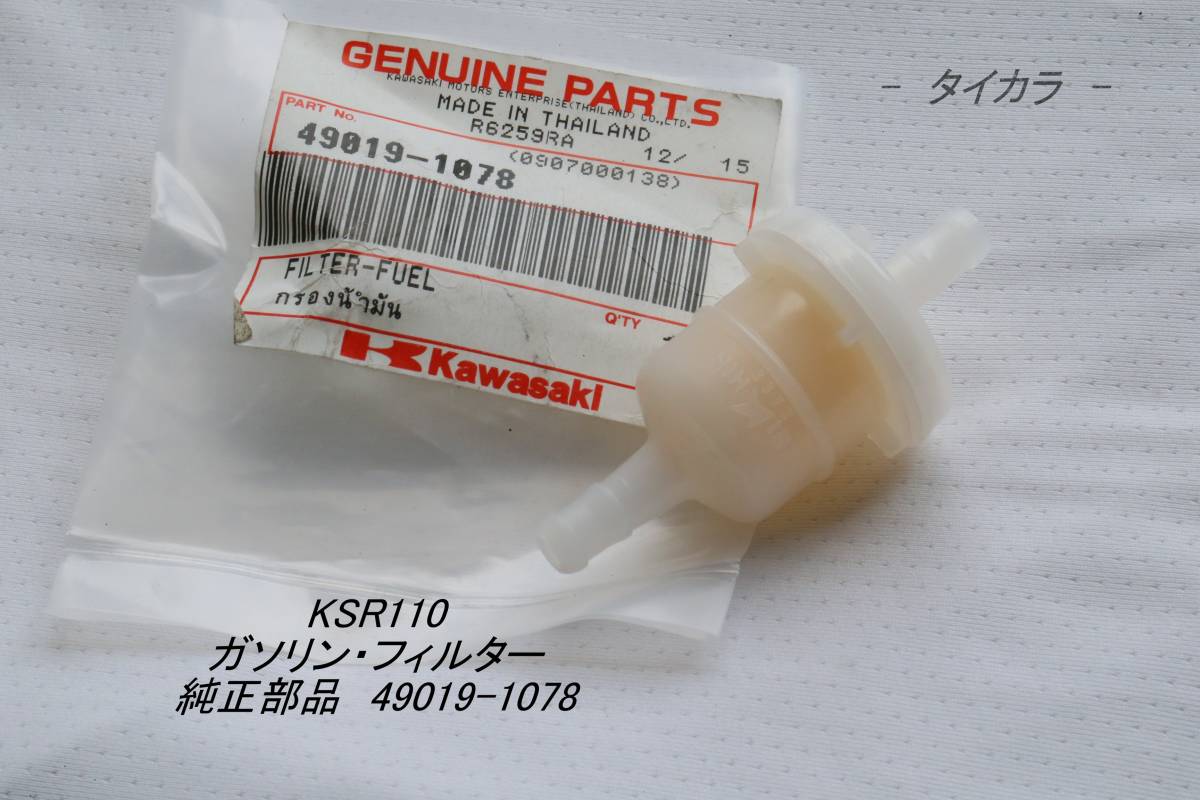 GENUINE PARTS
KAWASAKI MOTORS ENTERPRISE(THAILAND) CO.,LTD.
MADE IN THAILAND
R6259RA 12/ 15
PART No.
49019-1078 (0907000138)
FILTER-FUEL
กรองน้ำมัน
Q'TY
Kawasaki
- タイカラ -
KSR110
ガソリン・フィルター
純正部品 49019-1078